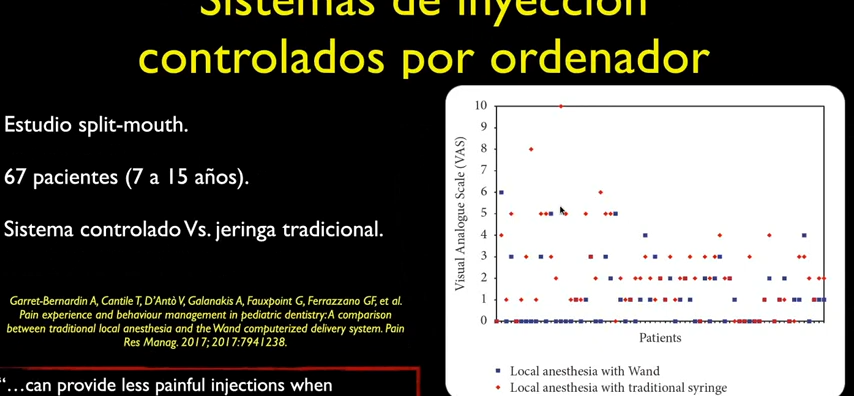 Sistemas de inyección
controlados por ordenador
Estudio split-mouth.
67 pacientes (7 a 15 años).
Sistema controlado Vs. jeringa tradicional.
Garret-Bernardin A, Cantile T, D'Antò V, Galanakis A, Fauxpoint G, Ferrazzano GF, et al.
Pain experience and behaviour management in pediatric dentistry: A comparison
between traditional local anesthesia and the Wand computerized delivery system. Pain
Res Manag. 2017; 2017:7941238.
"...can provide less painful injections when
Visual Analogue Scale (VAS)
10
9
8
7
6
5
4
3
2
1
0
Patients
Local anesthesia with Wand
Local anesthesia with traditional syringe